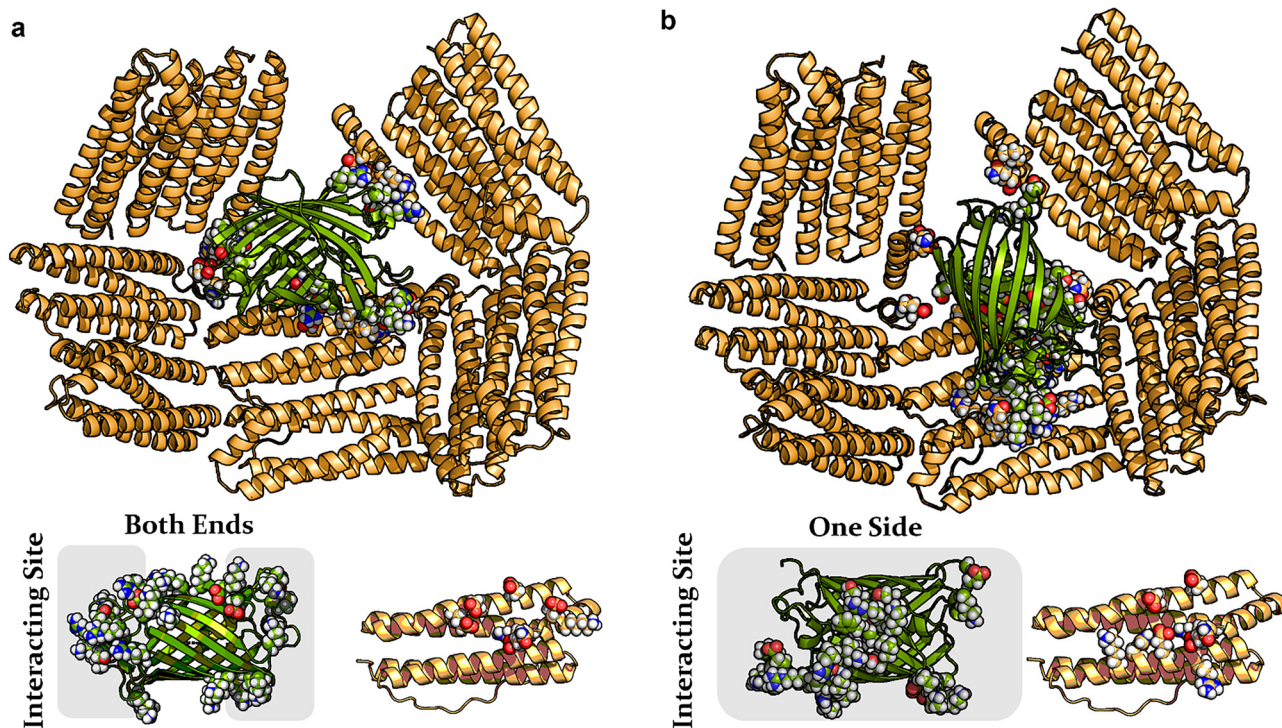 a
b
Both Ends
Interacting Site
One Side
Interacting Site